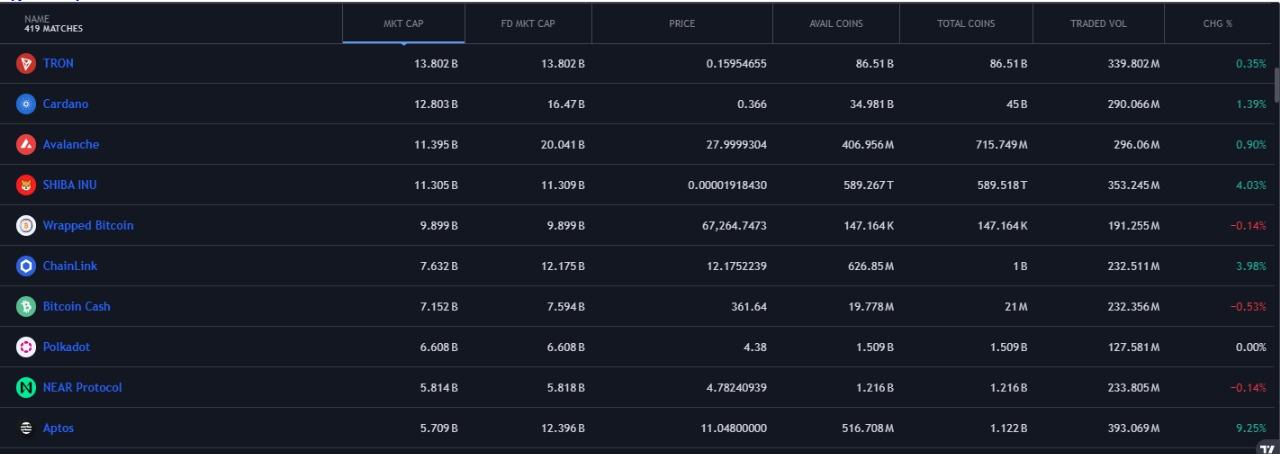 NAME
419 MATCHES
MKT CAP FD MKT CAP PRICE AVAIL COINS TOTAL COINS TRADED VOL CHG %
TRON 13.802 B 13.802 B 0.15954655 86.51 B 86.51 B 339.802 M 0.35%
Cardano 12.803 B 16.47 B 0.366 34.981 B 45 B 290.066 M 1.39%
Avalanche 11.395 B 20.041 B 27.9999304 406.956 M 715.749 M 296.06 M 0.90%
SHIBA INU 11.305 B 11.309 B 0.00001918430 589.267 T 589.518 T 353.245 M 4.03%
Wrapped Bitcoin 9.899 B 9.899 B 67,264.7473 147.164 K 147.164 K 191.255 M −0.14%
ChainLink 7.632 B 12.175 B 12.1752239 626.85 M 1 B 232.511 M 3.98%
Bitcoin Cash 7.152 B 7.594 B 361.64 19.778 M 21 M 232.356 M −0.53%
Polkadot 6.608 B 6.608 B 4.38 1.509 B 1.509 B 127.581 M 0.00%
NEAR Protocol 5.814 B 5.818 B 4.78240939 1.216 B 1.216 B 233.805 M −0.14%
Aptos 5.709 B 12.396 B 11.04800000 516.708 M 1.122 B 393.069 M 9.25%